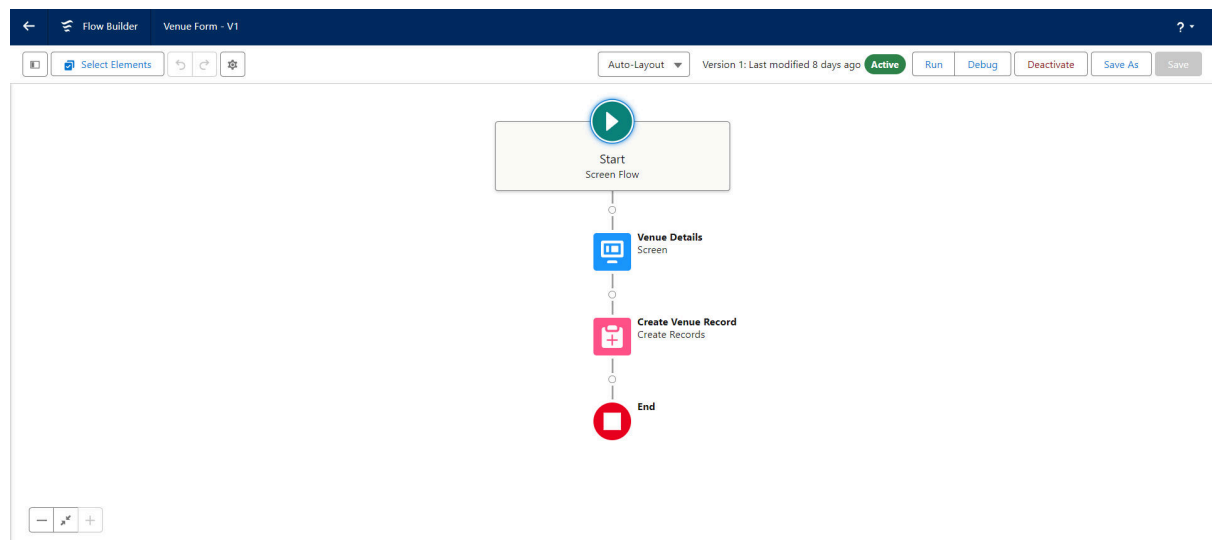 Flow Builder Venue Form - V1 ?
Select Elements Auto-Layout Version 1: Last modified 8 days ago Active Run Debug Deactivate Save As Save
Start
Screen Flow
Venue Details
Screen
Create Venue Record
Create Records
End